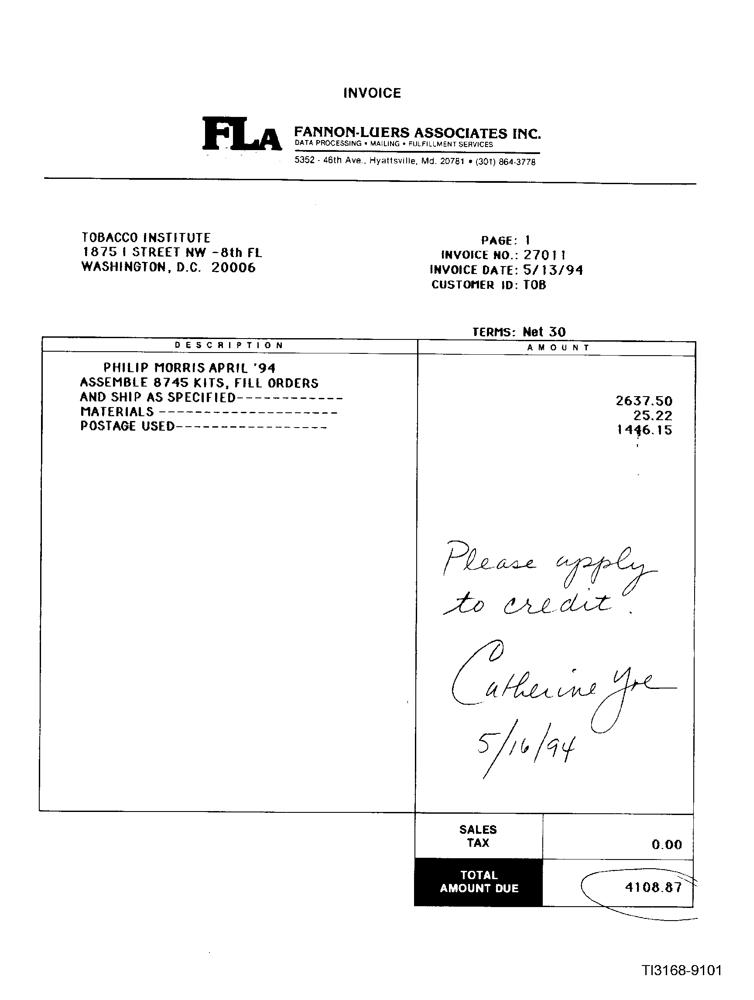 INVOICE
FLA
FANNON-LUERS ASSOCIATES INC.
DATA PROCESSING • MAILING • FULFILLMENT SERVICES
5352 - 46th Ave., Hyattsville, Md. 20781 • (301) 864-3778
TOBACCO INSTITUTE
1875 I STREET NW -8th FL
WASHINGTON, D.C. 20006
PAGE: 1
INVOICE NO.: 27011
INVOICE DATE: 5/13/94
CUSTOMER ID: TOB
TERMS: Net 30
DESCRIPTION AMOUNT
PHILIP MORRIS APRIL '94
ASSEMBLE 8745 KITS, FILL ORDERS
AND SHIP AS SPECIFIED------------ 2637.50
MATERIALS -------------------- 25.22
POSTAGE USED----------------- 1446.15
Please apply
to credit.
Catherine Yoe
5/16/94
SALES
TAX 0.00
TOTAL
AMOUNT DUE 4108.87
TI3168-9101